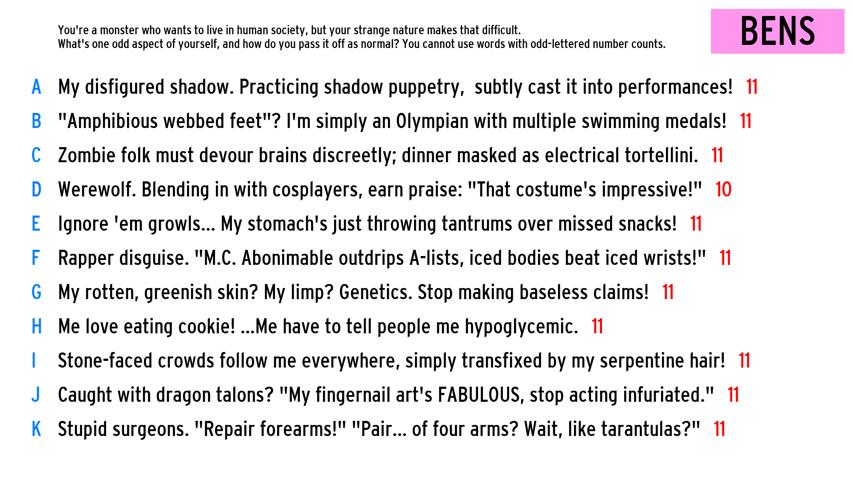 You're a monster who wants to live in human society, but your strange nature makes that difficult.
What's one odd aspect of yourself, and how do you pass it off as normal? You cannot use words with odd-lettered number counts.
BENS
A My disfigured shadow. Practicing shadow puppetry,  subtly cast it into performances! 11
B "Amphibious webbed feet"? I'm simply an Olympian with multiple swimming medals! 11
C Zombie folk must devour brains discreetly; dinner masked as electrical tortellini. 11
D Werewolf. Blending in with cosplayers, earn praise: "That costume's impressive!" 10
E Ignore 'em growls... My stomach's just throwing tantrums over missed snacks! 11
F Rapper disguise. "M.C. Abonimable outdrips A-lists, iced bodies beat iced wrists!" 11
G My rotten, greenish skin? My limp? Genetics. Stop making baseless claims! 11
H Me love eating cookie! ...Me have to tell people me hypoglycemic. 11
I Stone-faced crowds follow me everywhere, simply transfixed by my serpentine hair! 11
J Caught with dragon talons? "My fingernail art's FABULOUS, stop acting infuriated." 11
K Stupid surgeons. "Repair forearms!" "Pair... of four arms? Wait, like tarantulas?" 11